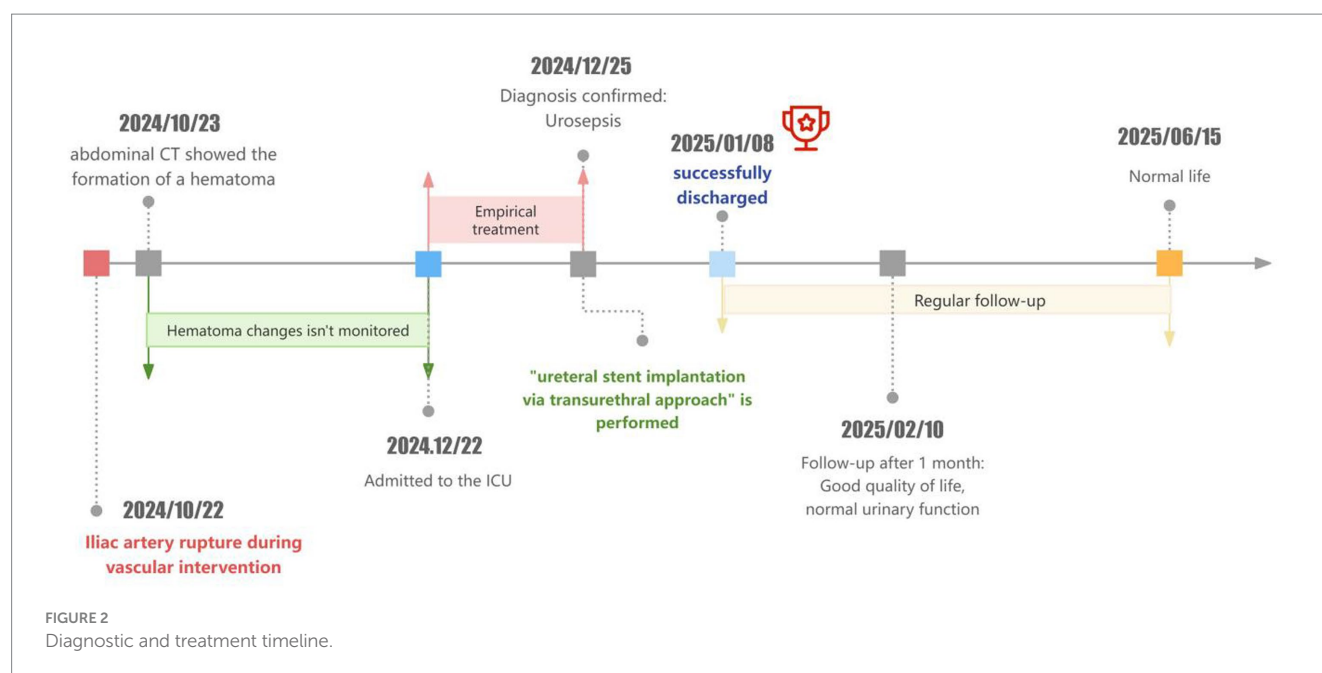 2024/10/23
abdominal CT showed the
formation of a hematoma
2024/12/25
Diagnosis confirmed:
Urosepsis
2025/01/08
successfully
discharged
2025/06/15
Normal life
Empirical
treatment
Hematoma changes isn't monitored
Regular follow-up
2024/10/22
Iliac artery rupture during
vascular intervention
2024.12/22
Admitted to the ICU
"ureteral stent implantation
via transurethral approach" is
performed
2025/02/10
Follow-up after 1 month:
Good quality of life,
normal urinary function
FIGURE 2
Diagnostic and treatment timeline.